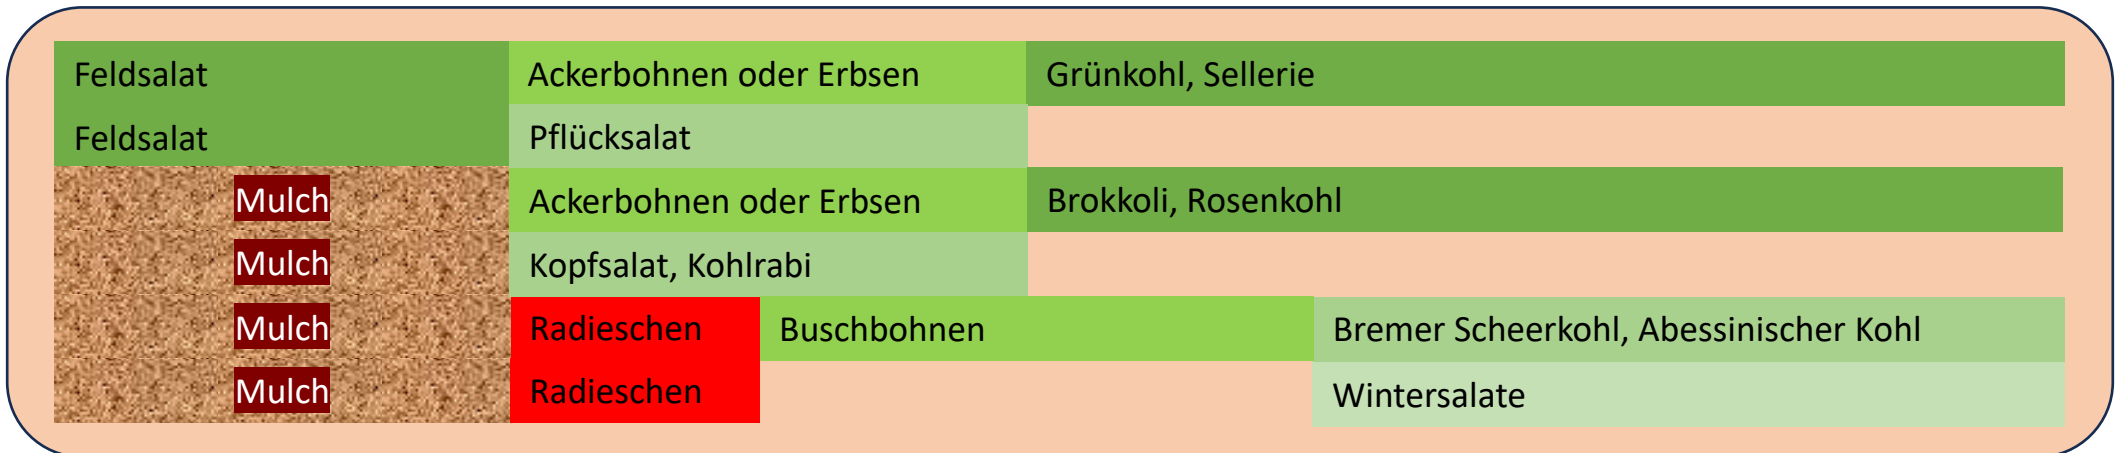 Feldsalat Ackerbohnen oder Erbsen Grünkohl, Sellerie
Feldsalat Pflücksalat
Mulch Ackerbohnen oder Erbsen Brokkoli, Rosenkohl
Mulch Kopfsalat, Kohlrabi
Mulch Radieschen Buschbohnen Bremer Scheerkohl, Abessinischer Kohl
Mulch Radieschen Wintersalate